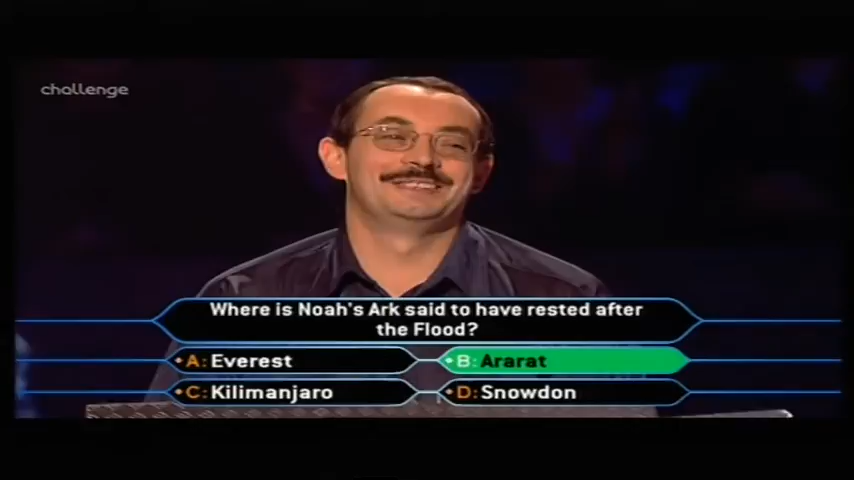 challenge
Where is Noah's Ark said to have rested after
the Flood?
A: Everest
B: Ararat
C: Kilimanjaro
D: Snowdon